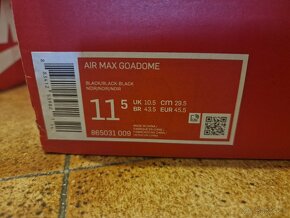 AIR MAX GOADOME
BLACK/BLACK-BLACK
NOIR/NOIR/NOIR
11.5
UK 10.5 CM 29.5
BR 43.5 EUR 45.5
865031 009